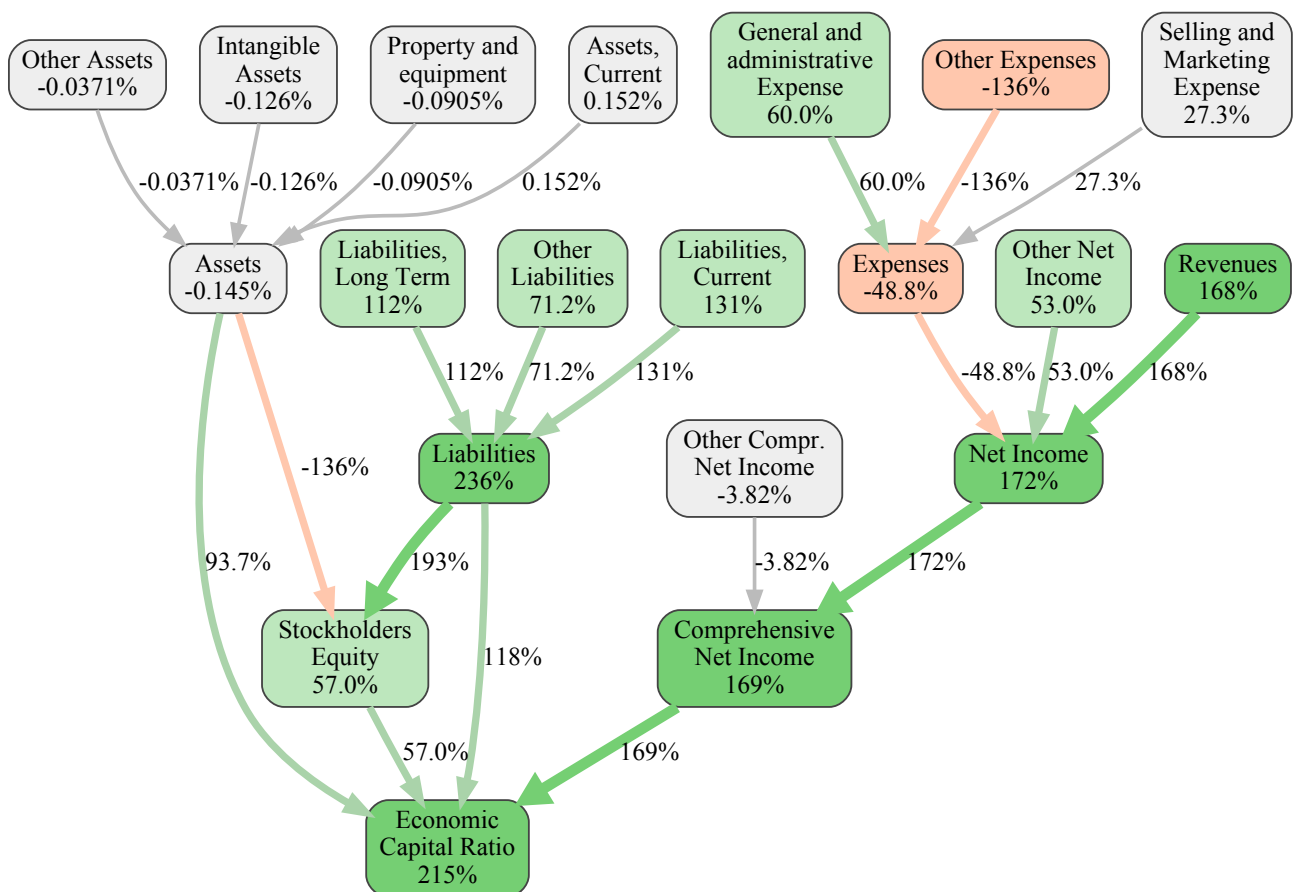 Other Assets
-0.0371%
Intangible
Assets
-0.126%
Property and
equipment
-0.0905%
Assets,
Current
0.152%
General and
administrative
Expense
60.0%
Other Expenses
-136%
Selling and
Marketing
Expense
27.3%
-0.0371%
-0.126%
-0.0905%
0.152%
60.0%
-136%
27.3%
Assets
-0.145%
Liabilities,
Long Term
112%
Other
Liabilities
71.2%
Liabilities,
Current
131%
Expenses
-48.8%
Other Net
Income
53.0%
Revenues
168%
112%
71.2%
131%
-48.8%
53.0%
168%
-136%
Liabilities
236%
Other Compr.
Net Income
-3.82%
Net Income
172%
93.7%
193%
-3.82%
172%
Stockholders
Equity
57.0%
118%
Comprehensive
Net Income
169%
57.0%
169%
Economic
Capital Ratio
215%